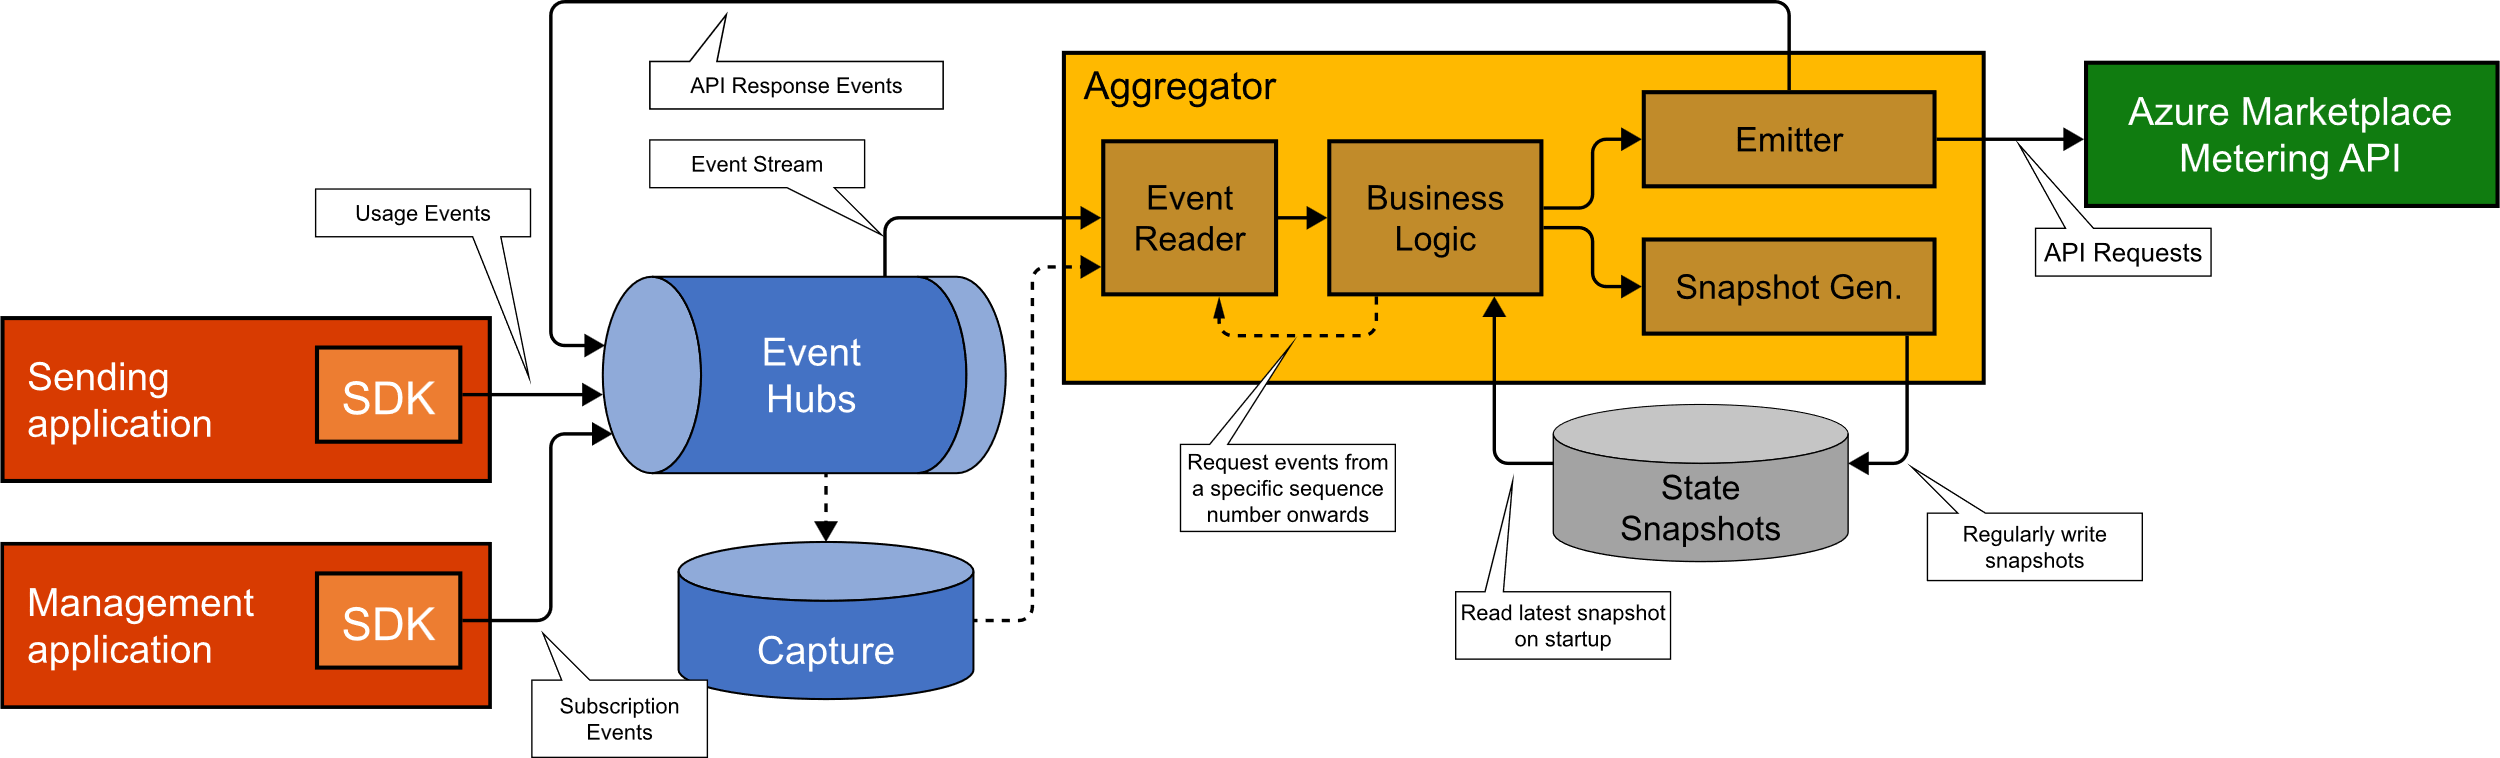 API Response Events
Event Stream
Usage Events
Sending
application
SDK
Management
application
SDK
Subscription
Events
Event
Hubs
Capture
Aggregator
Event
Reader
Business
Logic
Emitter
Snapshot Gen.
Request events from
a specific sequence
number onwards
State
Snapshots
Read latest snapshot
on startup
Regularly write
snapshots
Azure Marketplace
Metering API
API Requests